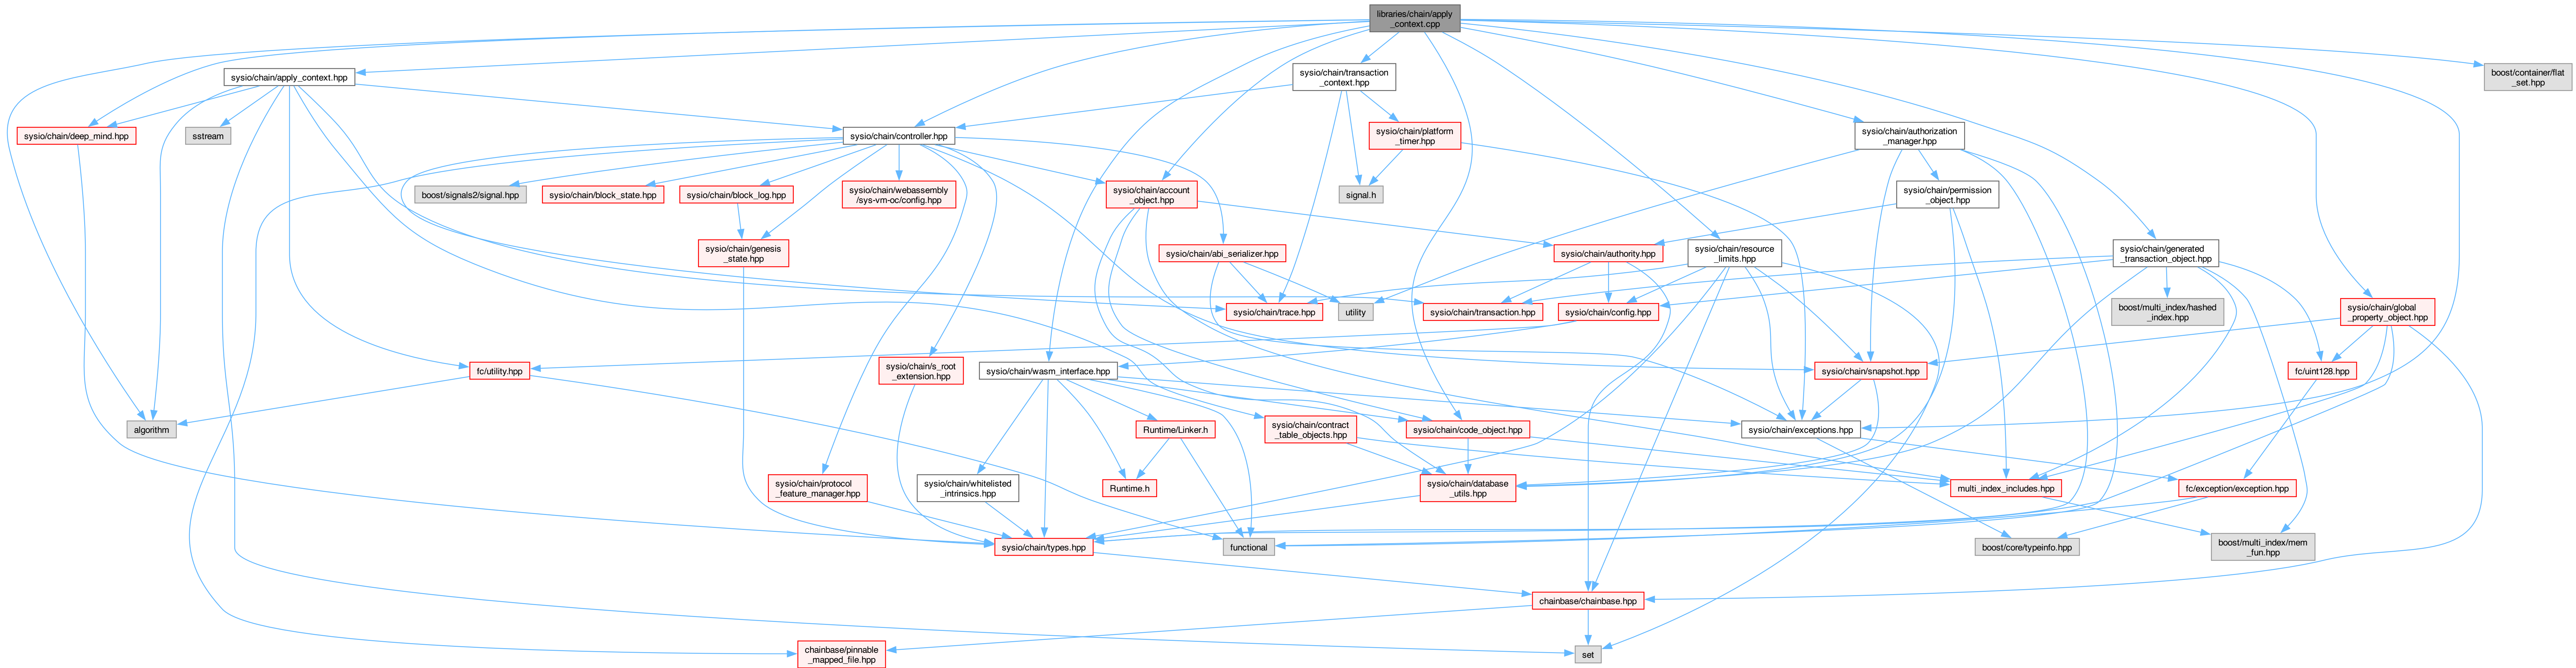 libraries/chain/apply
_context.cpp
sysio/chain/apply_context.hpp
sysio/chain/transaction
_context.hpp
boost/container/flat
_set.hpp
sysio/chain/deep_mind.hpp
sstream
sysio/chain/controller.hpp
sysio/chain/platform
_timer.hpp
sysio/chain/authorization
_manager.hpp
boost/signals2/signal.hpp
sysio/chain/block_state.hpp
sysio/chain/block_log.hpp
sysio/chain/webassembly
/sys-vm-oc/config.hpp
sysio/chain/account
_object.hpp
signal.h
sysio/chain/permission
_object.hpp
sysio/chain/genesis
_state.hpp
sysio/chain/abi_serializer.hpp
sysio/chain/authority.hpp
sysio/chain/resource
_limits.hpp
sysio/chain/generated
_transaction_object.hpp
sysio/chain/trace.hpp
utility
sysio/chain/transaction.hpp
sysio/chain/config.hpp
boost/multi_index/hashed
_index.hpp
sysio/chain/global
_property_object.hpp
fc/utility.hpp
sysio/chain/s_root
_extension.hpp
sysio/chain/wasm_interface.hpp
sysio/chain/snapshot.hpp
fc/uint128.hpp
algorithm
Runtime/Linker.h
sysio/chain/contract
_table_objects.hpp
sysio/chain/code_object.hpp
sysio/chain/exceptions.hpp
sysio/chain/protocol
_feature_manager.hpp
sysio/chain/whitelisted
_intrinsics.hpp
Runtime.h
sysio/chain/database
_utils.hpp
multi_index_includes.hpp
fc/exception/exception.hpp
sysio/chain/types.hpp
functional
boost/core/typeinfo.hpp
boost/multi_index/mem
_fun.hpp
chainbase/chainbase.hpp
chainbase/pinnable
_mapped_file.hpp
set